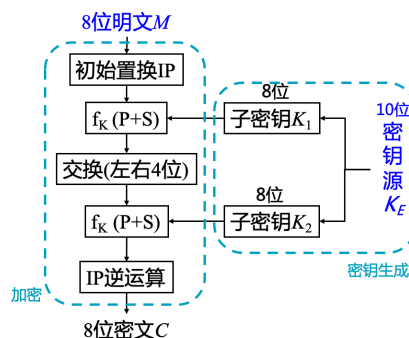 8位明文M
初始置换IP
f_K (P+S)
交换(左右4位)
f_K (P+S)
IP逆运算
加密
8位密文C
8位
子密钥K₁
8位
子密钥K₂
10位
密
钥
源
K_E
密钥生成